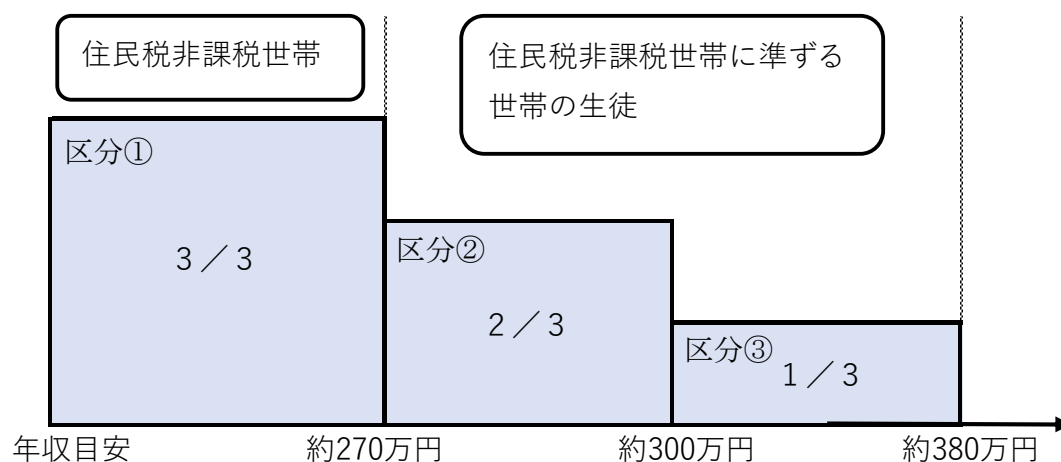 住民税非課税世帯
住民税非課税世帯に準ずる
世帯の生徒
区分①
3／3
区分②
2／3
区分③
1／3
年収目安
約270万円
約300万円
約380万円